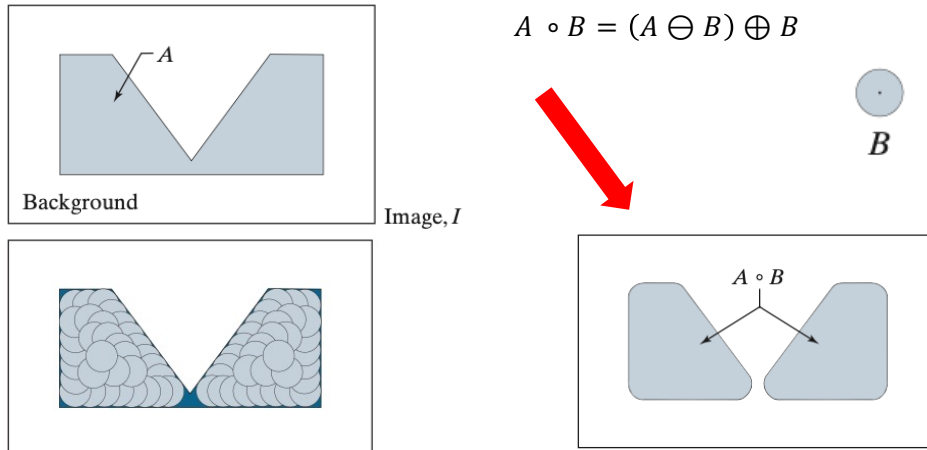 A
Background
Image, I
A ∘ B = (A ⊖ B) ⊕ B
B
A ∘ B